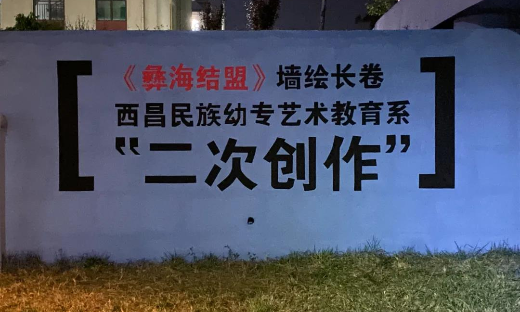 《彝海结盟》墙绘长卷
西昌民族幼专艺术教育系
“二次创作”